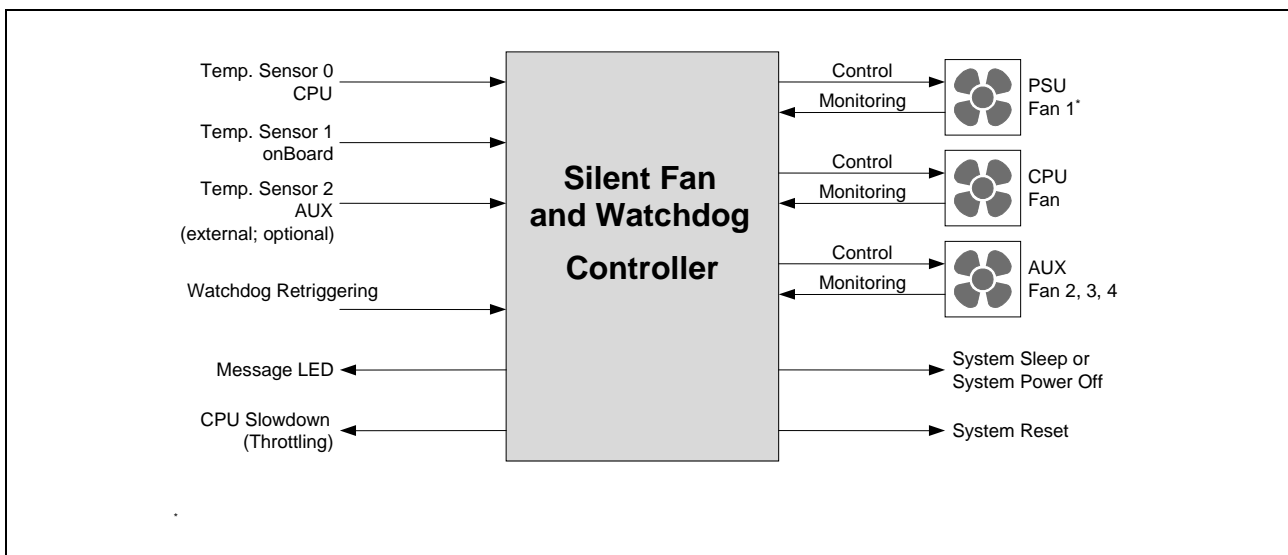 Temp. Sensor 0
CPU
Temp. Sensor 1
onBoard
Temp. Sensor 2
AUX
(external; optional)
Watchdog Retriggering
Message LED
CPU Slowdown
(Throttling)
Silent Fan
and Watchdog
Controller
Control
Monitoring
PSU
Fan 1*
Control
Monitoring
CPU
Fan
Control
Monitoring
AUX
Fan 2, 3, 4
System Sleep or
System Power Off
System Reset
*